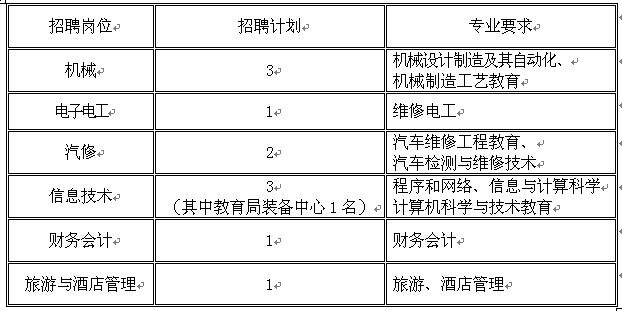 招聘岗位 招聘计划 专业要求
机械 3 机械设计制造及其自动化、
机械制造工艺教育
电子电工 1 维修电工
汽修 2 汽车维修工程教育、
汽车检测与维修技术
信息技术 3 程序和网络、信息与计算科学
（其中教育局装备中心1名） 计算机科学与技术教育
财务会计 1 财务会计
旅游与酒店管理 1 旅游、酒店管理